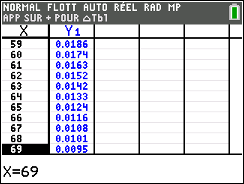 NORMAL FLOTT AUTO RÉEL RAD MP
APP SUR + POUR △Tb1
X Y1
59 0.0186
60 0.0174
61 0.0163
62 0.0152
63 0.0142
64 0.0133
65 0.0124
66 0.0116
67 0.0108
68 0.0101
69 0.0095
X=69